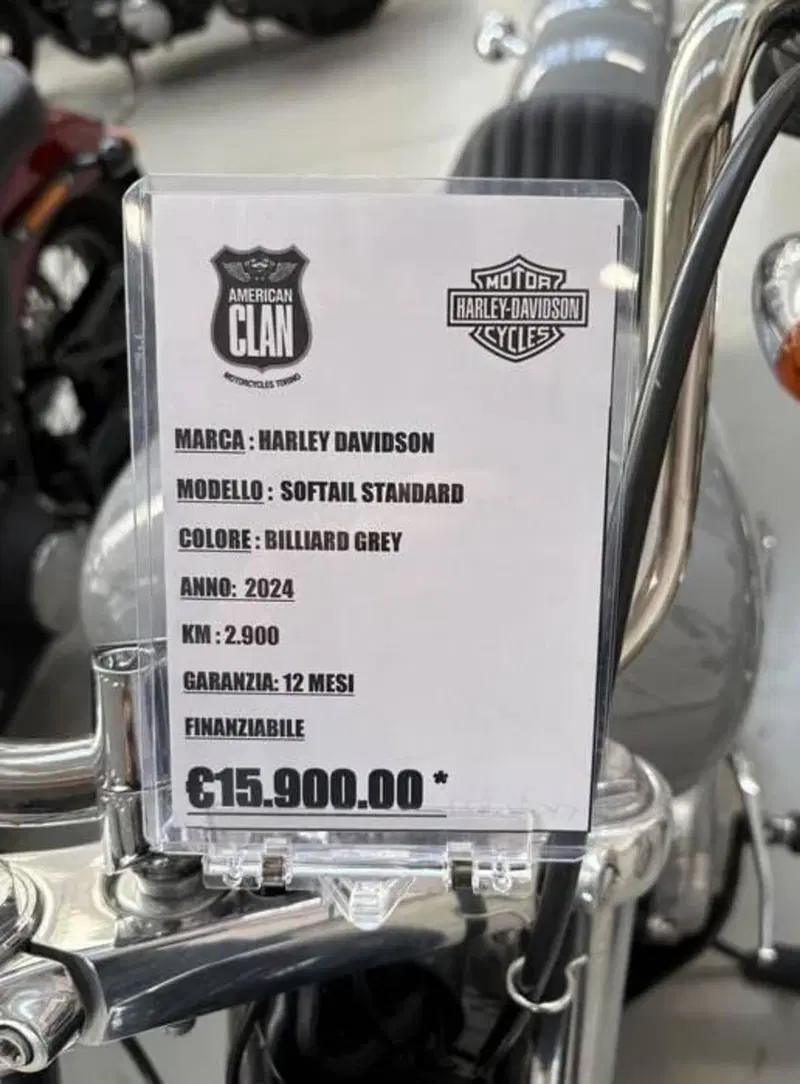 AMERICAN
CLAN
MOTORCYCLES TORINO
MOTOR
HARLEY-DAVIDSON
CYCLES
MARCA : HARLEY DAVIDSON
MODELLO : SOFTAIL STANDARD
COLORE : BILLIARD GREY
ANNO: 2024
KM : 2.900
GARANZIA: 12 MESI
FINANZIABILE
€15.900.00 *